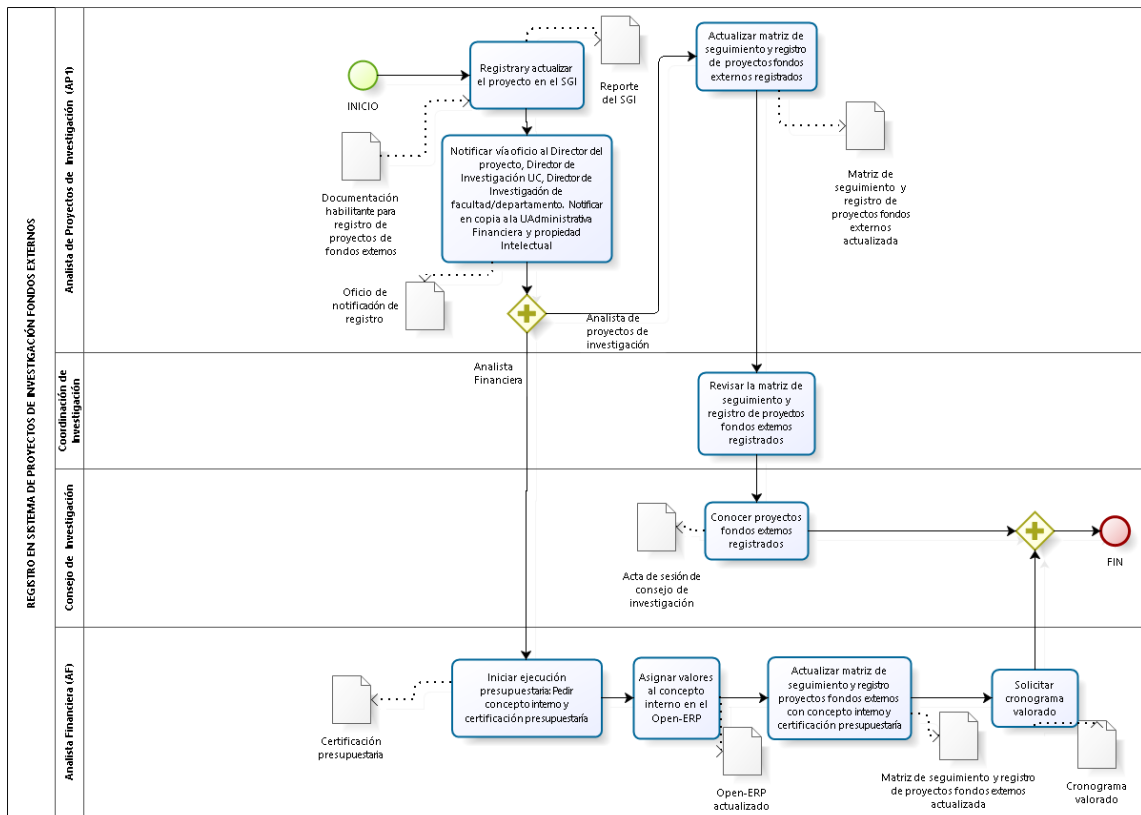 REGISTRO EN SISTEMA DE PROYECTOS DE INVESTIGACIÓN FONDOS EXTERNOS
Analista de Proyectos de Investigación (AP1)
INICIO
Registrary actualizar
el proyecto en el SGI
Reporte
del SGI
Actualizar matriz de
seguimiento y registro
de proyectos fondos
externos registrados
Documentación
habilitante para
registro de
proyectos de
fondos externos
Notificar vía oficio al Director del
proyecto, Director de
Investigación UC, Director de
Investigación de
facultad/departamento. Notificar
en copia a la UAdministrativa
Financiera y propiedad
Intelectual
Matriz de
seguimiento y
registro de
proyectos fondos
externos
actualizada
Oficio de
notificación de
registro
Analista de
proyectos de
investigación
Analista
Financiera
Coordinación de
Investigación
Revisar la matriz de
seguimiento y
registro de proyectos
fondos externos
registrados
Consejo de Investigación
Conocer proyectos
fondos externos
registrados
Acta de sesión de
consejo de
investigación
FIN
Analista Financiera (AF)
Iniciar ejecución
presupuestaria: Pedir
concepto interno y
certificación presupuestaría
Asignar valores
al concepto
interno en el
Open-ERP
Actualizar matriz de
seguimiento y registro
proyectos fondos externos
con concepto interno y
certificación presupuestaría
Solicitar
cronograma
valorado
Certificación
presupuestaria
Open-ERP
actualizado
Matriz de seguimiento y registro
de proyectos fondos externos
actualizada
Cronograma
valorado